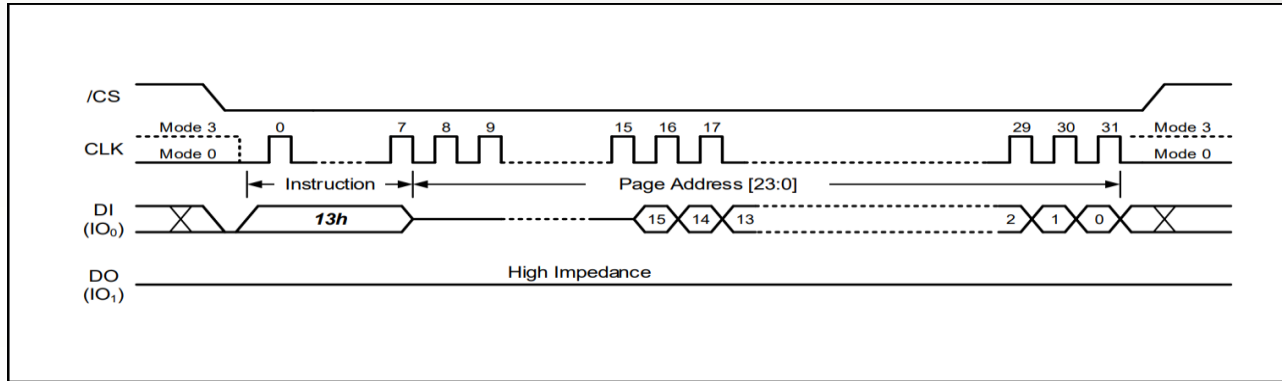 /CS
Mode 3 0 7 8 9 15 16 17 29 30 31 Mode 3
CLK
Mode 0 Mode 0
Instruction Page Address [23:0]
DI
(IO₀)
13h 15 14 13 2 1 0
High Impedance
DO
(IO₁)